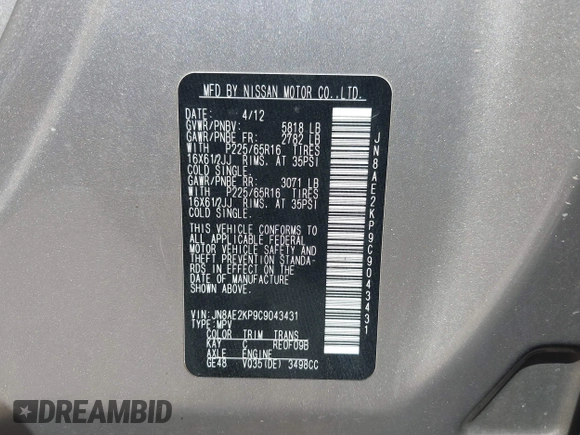 MFD BY NISSAN MOTOR CO.,LTD.
DATE: 4/12
GVWR/PNBV: 5818 LB
GAWR/PNBE FR: 2782 LB
WITH P225/65R16 TIRES
16X61/2JJ RIMS. AT 35PSI
COLD SINGLE.
GAWR/PNBE RR: 3071 LB
WITH P225/65R16 TIRES
16X61/2JJ RIMS. AT 35PSI
COLD SINGLE.
THIS VEHICLE CONFORMS TO
ALL APPLICABLE FEDERAL
MOTOR VEHICLE SAFETY AND
THEFT PREVENTION STANDA-
RDS IN EFFECT ON THE
DATE OF MANUFACTURE
SHOWN ABOVE.
VIN: JN8AE2KP9C9043431
TYPE: MPV
COLOR TRIM TRANS
KAY C RE0F09B
AXLE ENGINE
GE48 VQ35(DE) 3498CC
JN8AE2KP9C9043431
DREAMBID